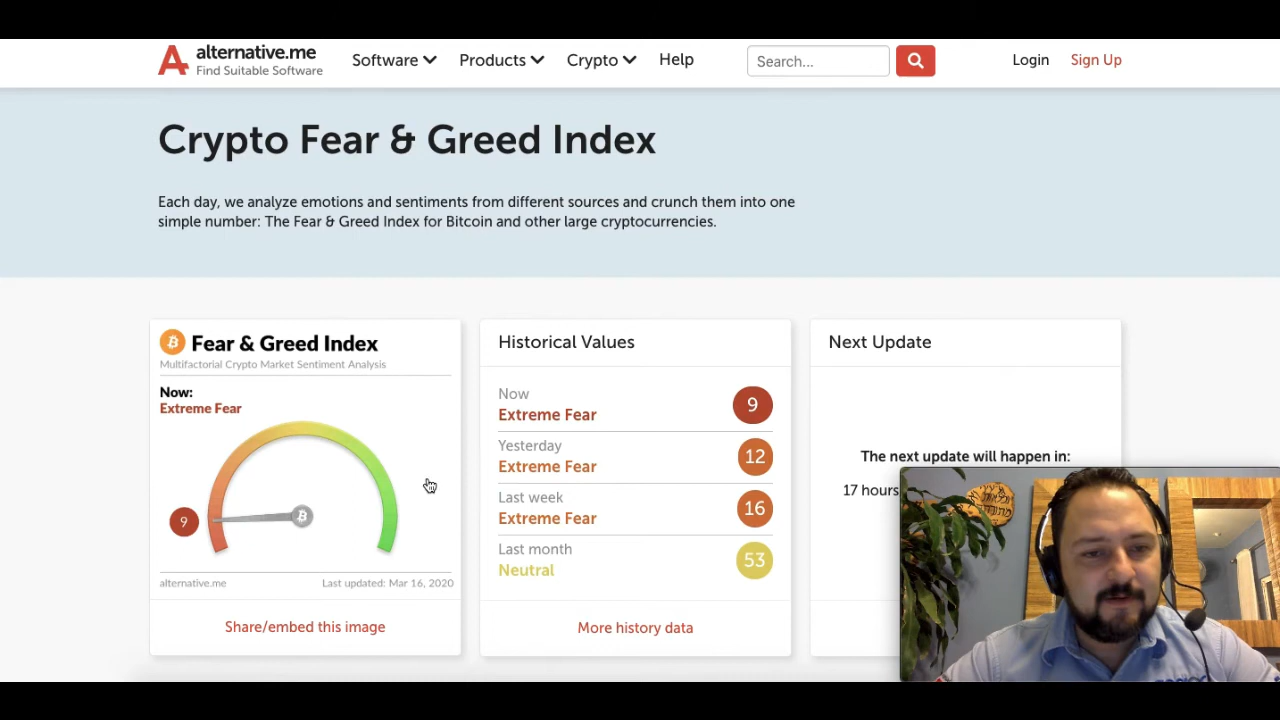 alternative.me
Find Suitable Software
Software
Products
Crypto
Help
Search...
Login
Sign Up
Crypto Fear & Greed Index
Each day, we analyze emotions and sentiments from different sources and crunch them into one
simple number: The Fear & Greed Index for Bitcoin and other large cryptocurrencies.
Fear & Greed Index
Multifactorial Crypto Market Sentiment Analysis
Now:
Extreme Fear
9
alternative.me
Last updated: Mar 16, 2020
Share/embed this image
Historical Values
Now
Extreme Fear
9
Yesterday
Extreme Fear
12
Last week
Extreme Fear
16
Last month
Neutral
53
More history data
Next Update
The next update will happen in:
17 hours